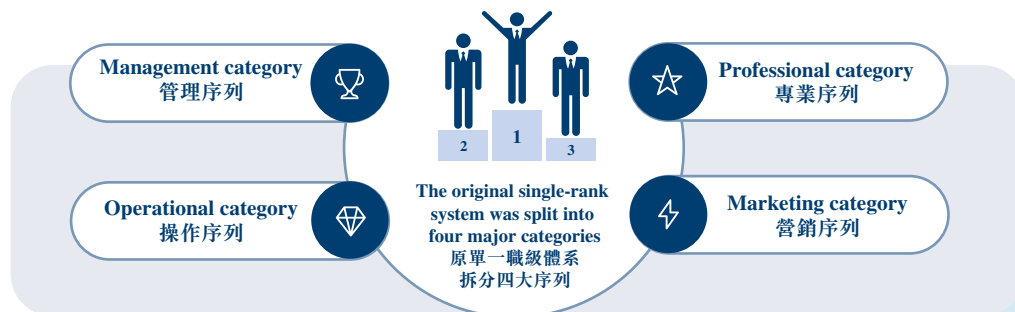 Management category
管理序列
Operational category
操作序列
1
2
3
The original single-rank
system was split into
four major categories
原單一職級體系
拆分四大序列
Professional category
專業序列
Marketing category
營銷序列